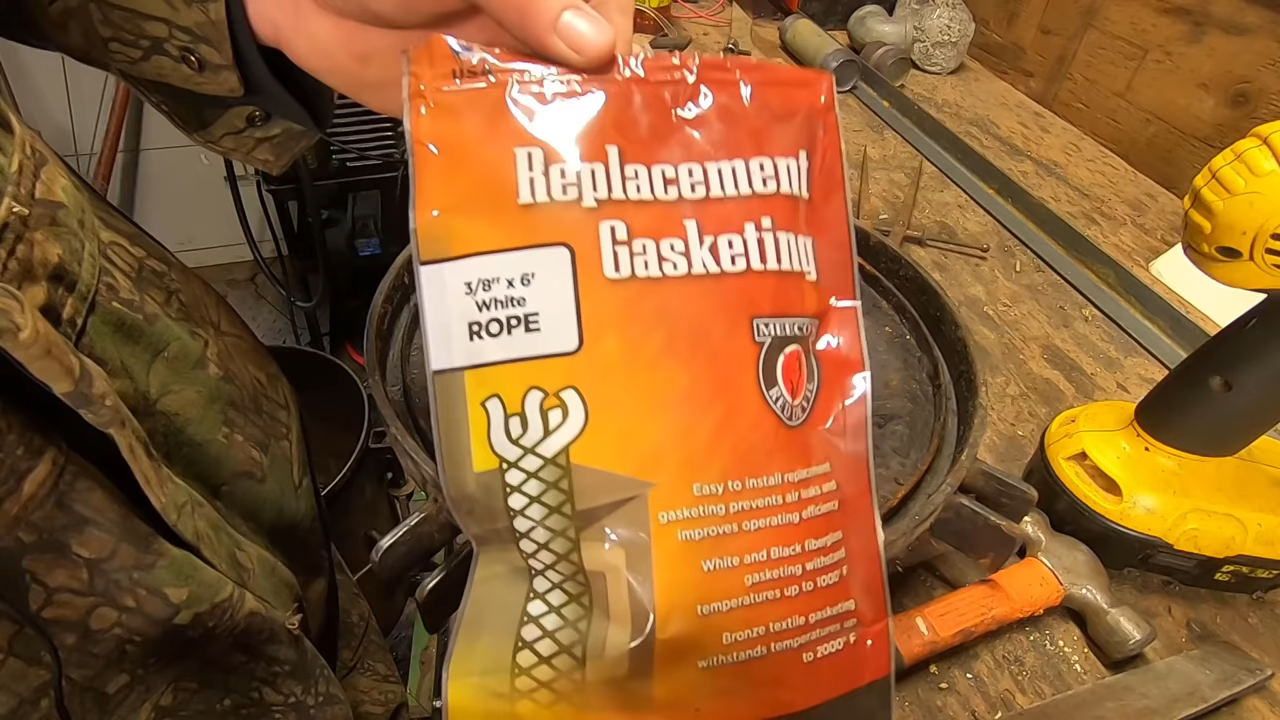 USA
Replacement
Gasketing
3/8" x 6'
White
ROPE
MEECO
RED DEVIL
Easy to install replacement
gasketing prevents air leaks and
improves operating efficiency
White and Black fiberglass
gasketing withstand
temperatures up to 1000° F
Bronze textile gasketing
withstands temperatures up
to 2000° F